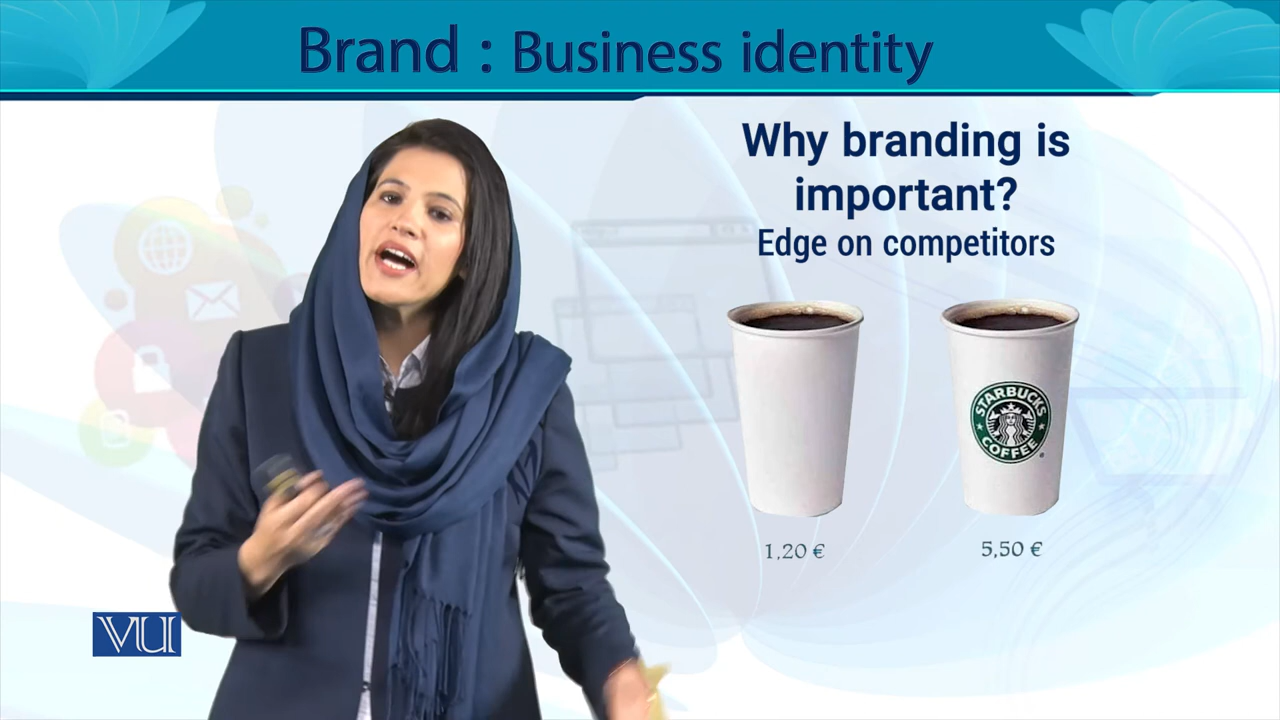 Brand : Business identity
Why branding is
important?
Edge on competitors
STARBUCKS
COFFEE
1,20 €
5,50 €
VU